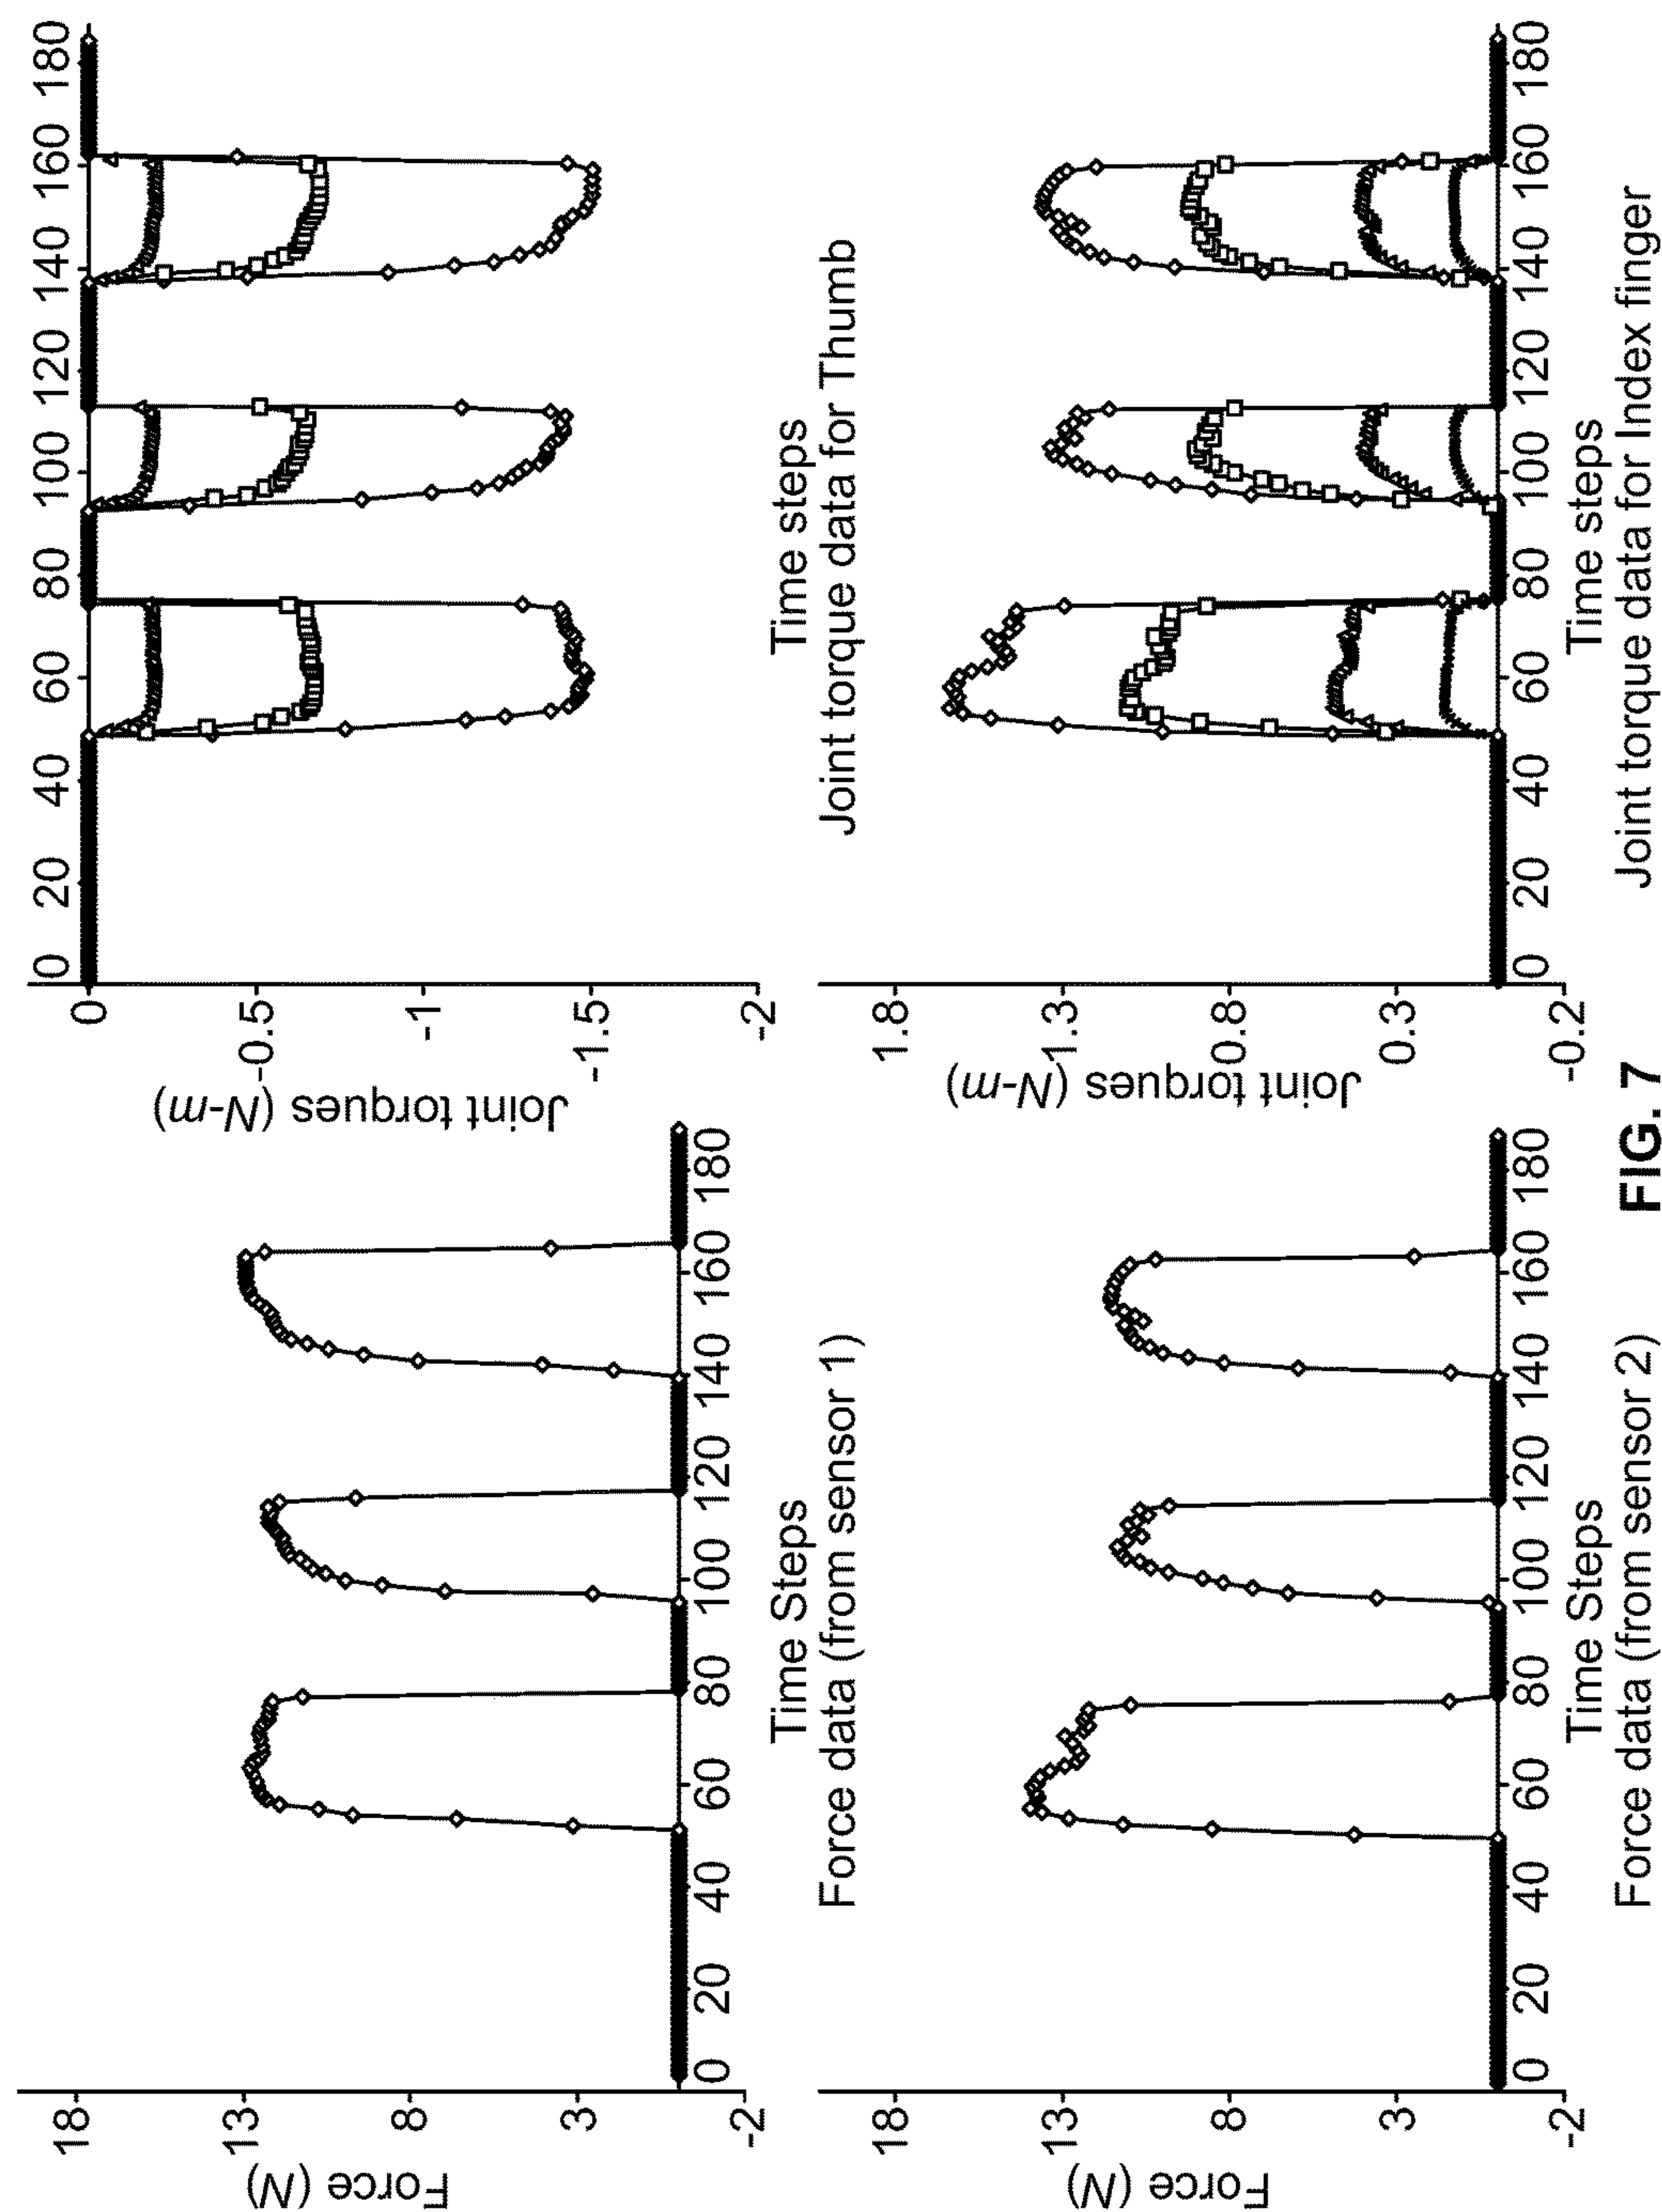 Force (N)
18
13
8
3
-2
0 20 40 60 80 100 120 140 160 180
Time Steps
Force data (from sensor 1)
Joint torques (N-m)
0
-0.5
-1
-1.5
-2
0 20 40 60 80 100 120 140 160 180
Time steps
Joint torque data for Thumb
Force (N)
18
13
8
3
-2
0 20 40 60 80 100 120 140 160 180
Time Steps
Force data (from sensor 2)
Joint torques (N-m)
1.8
1.3
0.8
0.3
-0.2
0 20 40 60 80 100 120 140 160 180
Time steps
Joint torque data for Index finger
FIG. 7